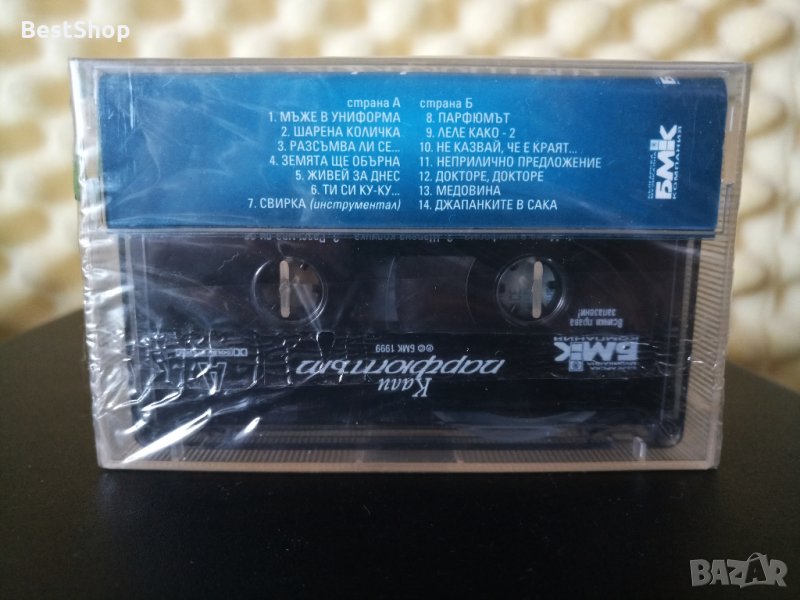 BestShop
страна А
1. МЪЖЕ В УНИФОРМА
2. ШАРЕНА КОЛИЧКА
3. РАЗСЪМВА ЛИ СЕ...
4. ЗЕМЯТА ЩЕ ОБЪРНА
5. ЖИВЕЙ ЗА ДНЕС
6. ТИ СИ КУ-КУ...
7. СВИРКА (инструментал)
страна Б
8. ПАРФЮМЪТ
9. ЛЕЛЕ КАКО - 2
10. НЕ КАЗВАЙ, ЧЕ Е КРАЯТ...
11. НЕПРИЛИЧНО ПРЕДЛОЖЕНИЕ
12. ДОКТОРЕ, ДОКТОРЕ
13. МЕДОВИНА
14. ДЖАПАНКИТЕ В САКА
БМК
КОМПАНИЯ
Кали
парфюмът
℗ © БМК 1999
Всички права
запазени!
БМК
КОМПАНИЯ
BAZAR